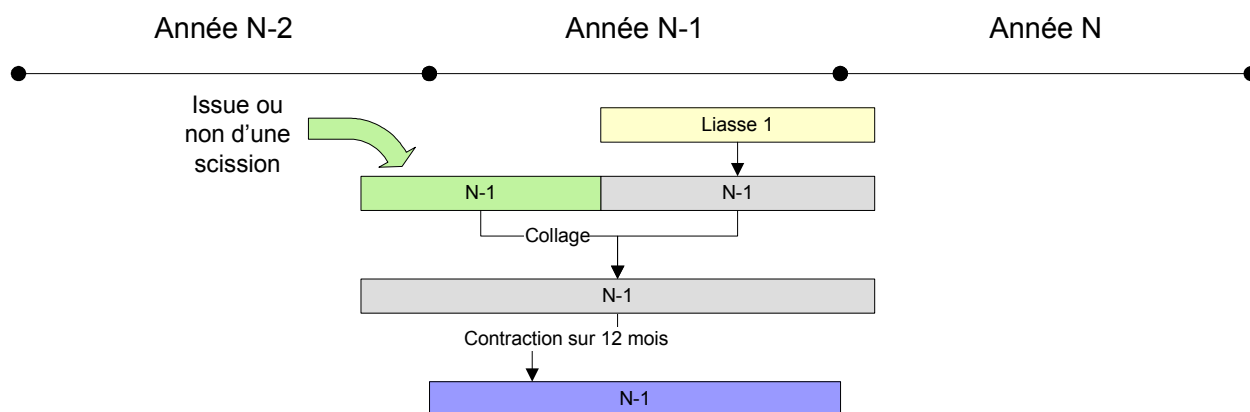 Année N-2
Année N-1
Année N
Issue ou
non d'une
scission
Liasse 1
N-1
N-1
Collage
N-1
Contraction sur 12 mois
N-1